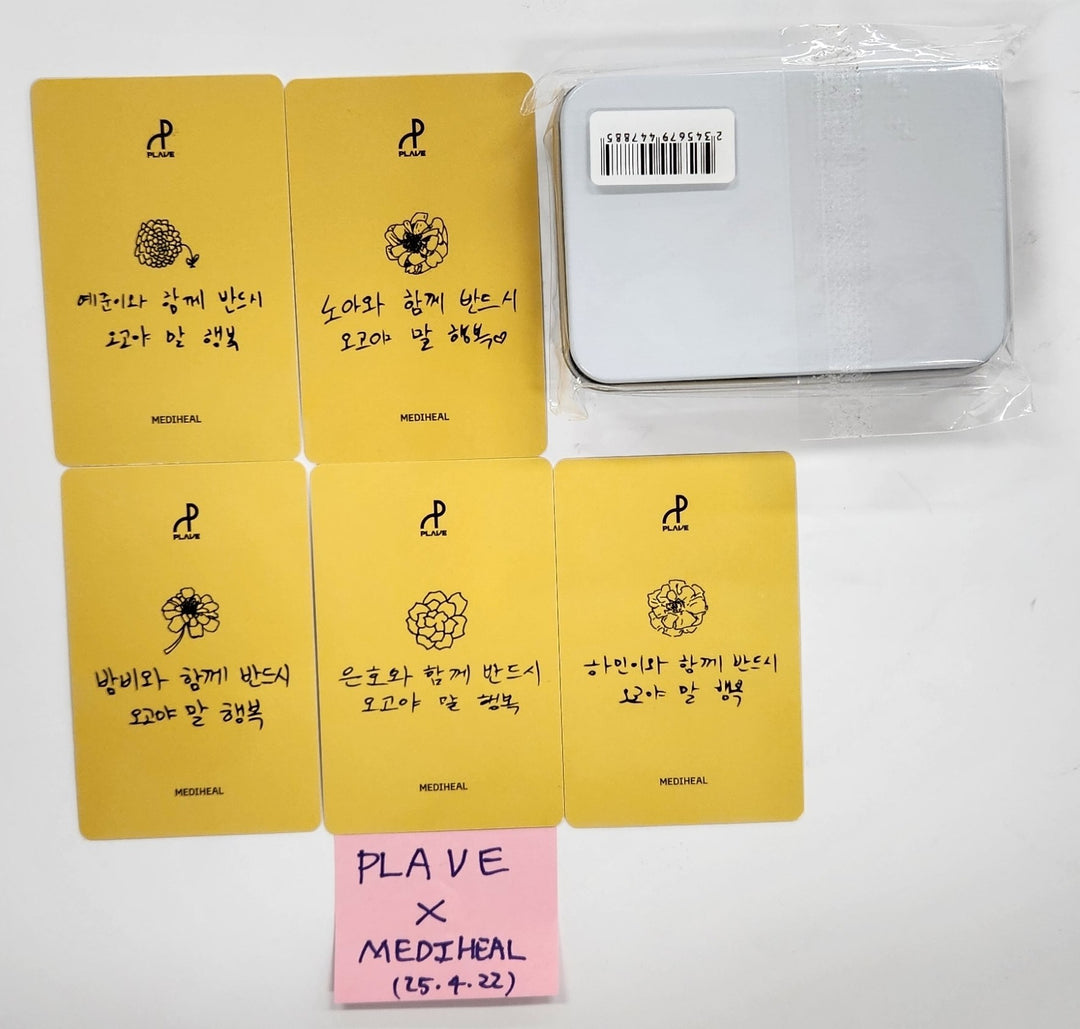 PLAVE
예준이와 함께 반드시
오고야 말 행복
MEDIHEAL
PLAVE
노아와 함께 반드시
오고야 말 행복♡
MEDIHEAL
2345679447885
PLAVE
밤비와 함께 반드시
오고야 말 행복
MEDIHEAL
PLAVE
은호와 함께 반드시
오고야 말 행복
MEDIHEAL
PLAVE
하민이와 함께 반드시
오고야 말 행복
MEDIHEAL
PLAVE
X
MEDIHEAL
(25.4.22)